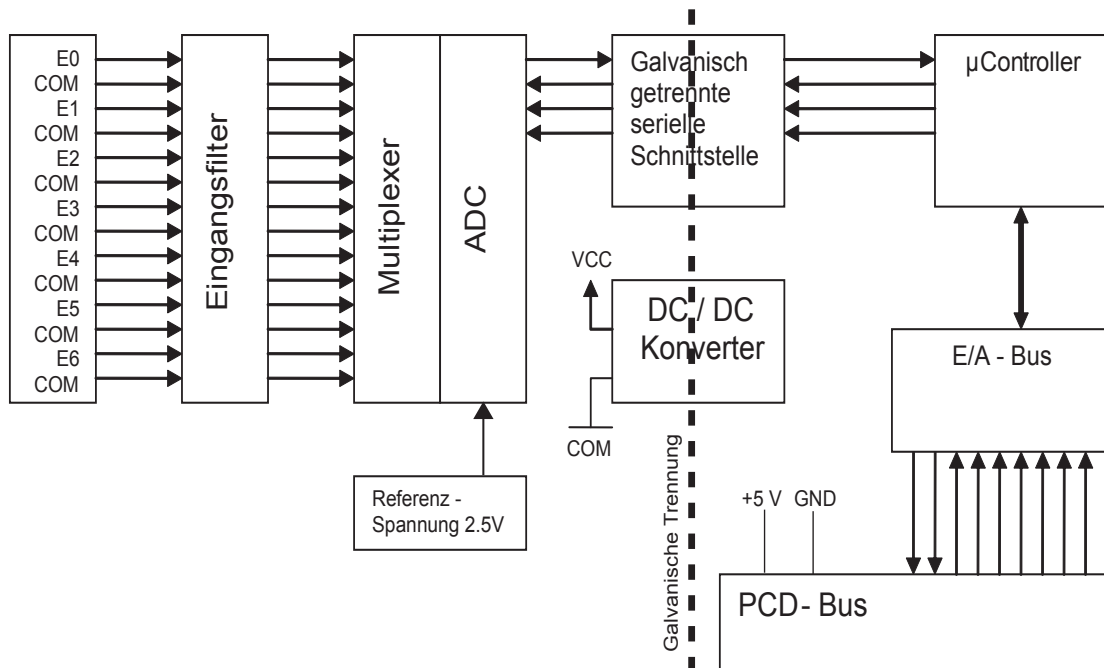 E0
COM
E1
COM
E2
COM
E3
COM
E4
COM
E5
COM
E6
COM
Eingangsfilter
Multiplexer
ADC
Referenz -
Spannung 2.5V
Galvanisch
getrennte
serielle
Schnittstelle
µController
VCC
DC / DC
Konverter
COM
Galvanische Trennung
E/A - Bus
+5 V GND
PCD - Bus